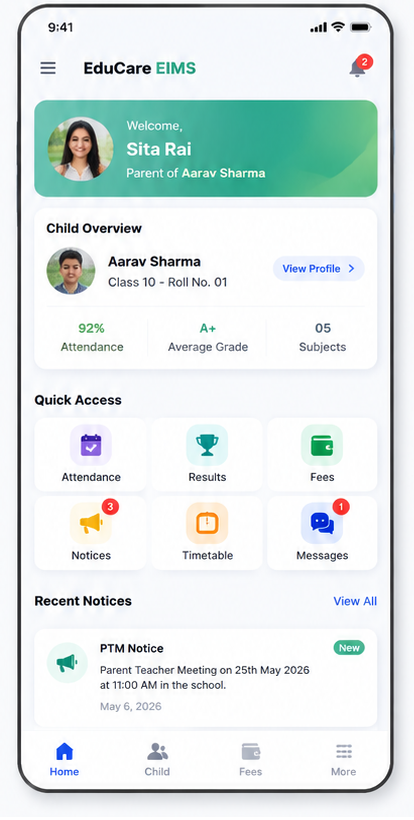 9:41
EduCare EIMS
2
Welcome,
Sita Rai
Parent of Aarav Sharma
Child Overview
Aarav Sharma
Class 10 - Roll No. 01
View Profile
92%
Attendance
A+
Average Grade
05
Subjects
Quick Access
Attendance
Results
Fees
3
Notices
Timetable
1
Messages
Recent Notices
View All
PTM Notice
New
Parent Teacher Meeting on 25th May 2026
at 11:00 AM in the school.
May 6, 2026
Home
Child
Fees
More